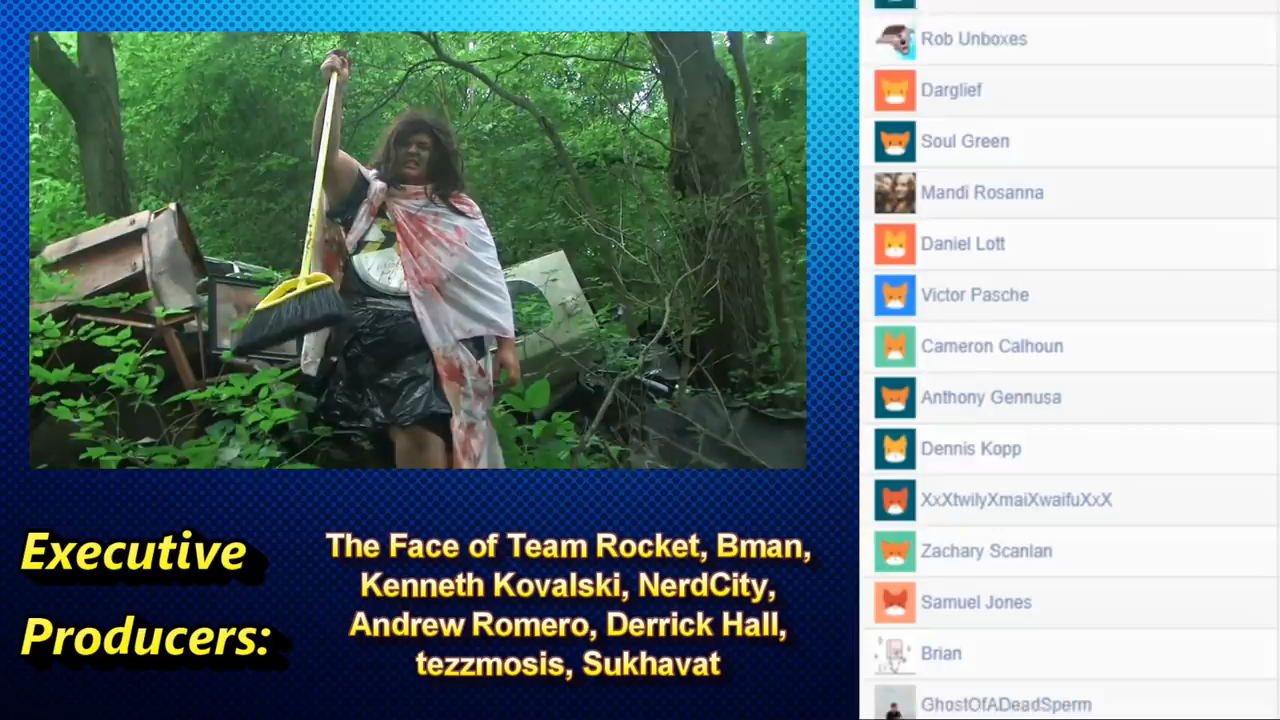 Rob Unboxes
Darglief
Soul Green
Mandi Rosanna
Daniel Lott
Victor Pasche
Cameron Calhoun
Anthony Gennusa
Dennis Kopp
XxXtwilyXmaiXwaifuXxX
Zachary Scanlan
Samuel Jones
Brian
GhostOfADeadSperm
Executive
Producers:
The Face of Team Rocket, Bman,
Kenneth Kovalski, NerdCity,
Andrew Romero, Derrick Hall,
tezzmosis, Sukhavat